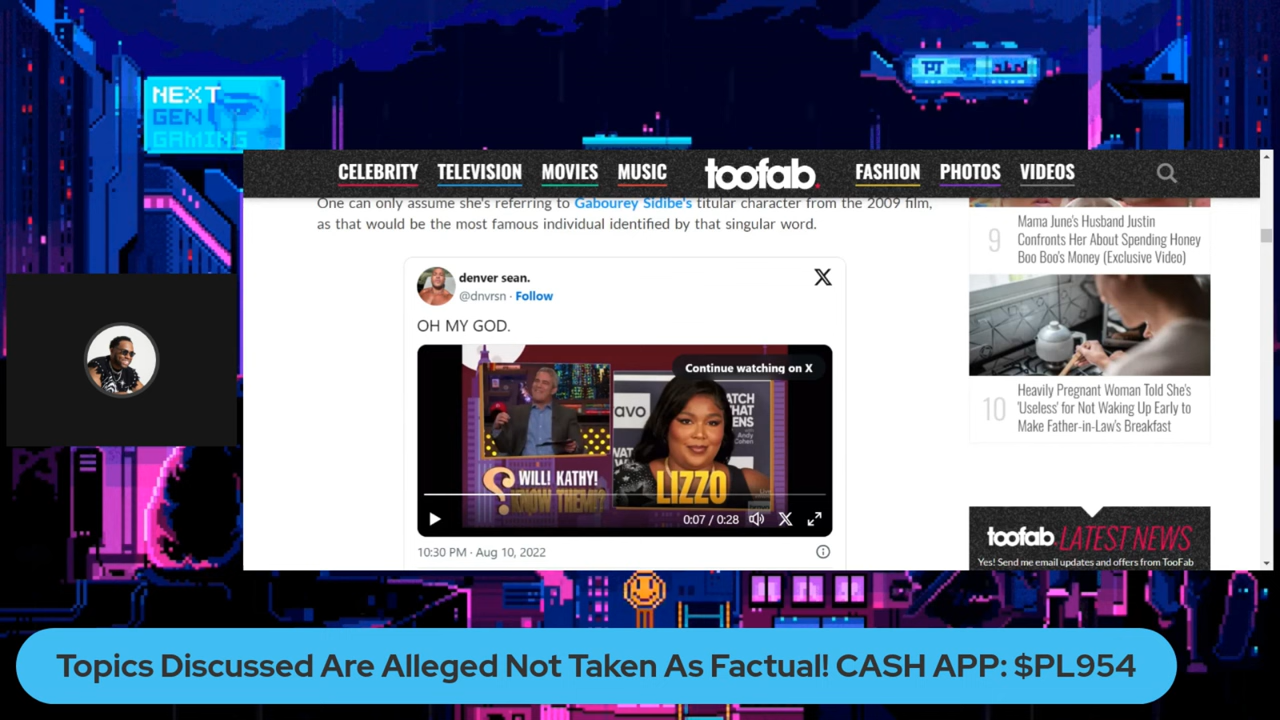 NEXT
GEN
GAMING
PT
CELEBRITY TELEVISION MOVIES MUSIC toofab. FASHION PHOTOS VIDEOS
One can only assume she's referring to Gabourey Sidibe's titular character from the 2009 film,
as that would be the most famous individual identified by that singular word.
denver sean.
@dnvrsn · Follow
OH MY GOD.
Continue watching on X
WILL! KATHY!
KNOW THEM?
LIZZO
0:07 / 0:28
10:30 PM · Aug 10, 2022
9
Mama June's Husband Justin
Confronts Her About Spending Honey
Boo Boo's Money (Exclusive Video)
10
Heavily Pregnant Woman Told She's
'Useless' for Not Waking Up Early to
Make Father-in-Law's Breakfast
toofab LATEST NEWS
Yes! Send me email updates and offers from TooFab
Topics Discussed Are Alleged Not Taken As Factual! CASH APP: $PL954